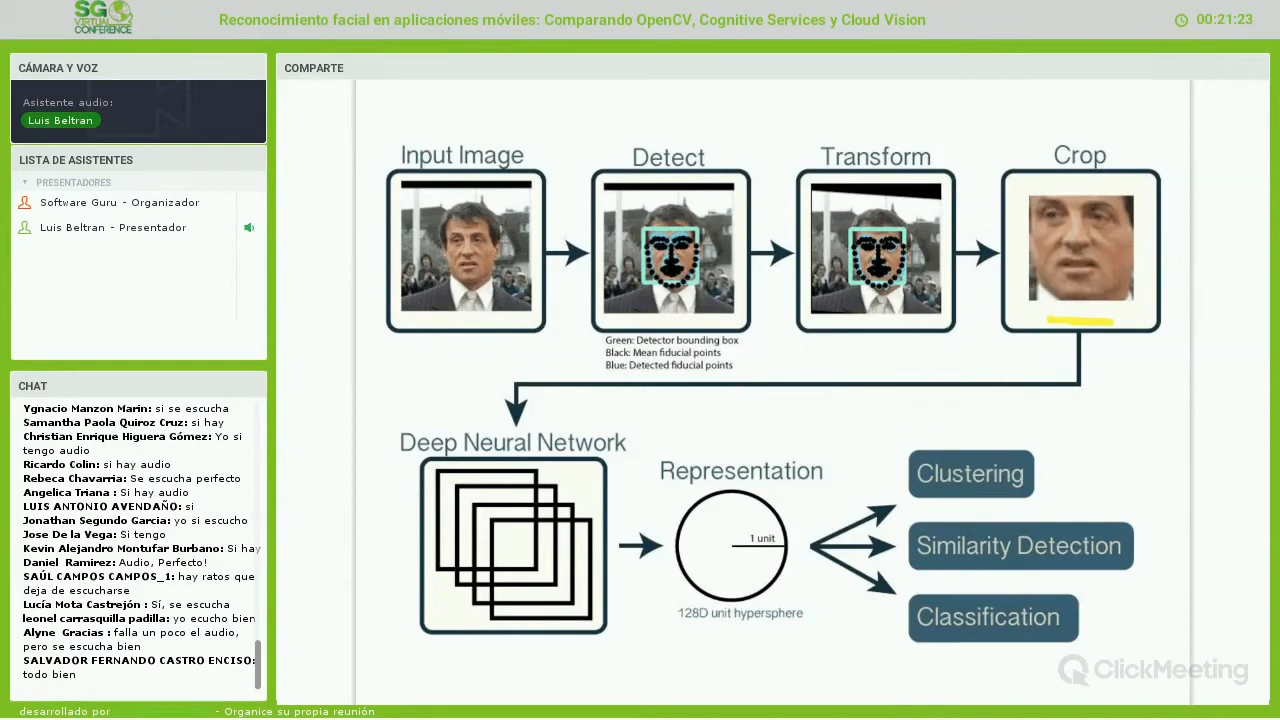 SG
VIRTUAL
CONFERENCE
Reconocimiento facial en aplicaciones móviles: Comparando OpenCV, Cognitive Services y Cloud Vision
00:21:23
CÁMARA Y VOZ
Asistente audio:
Luis Beltran
LISTA DE ASISTENTES
PRESENTADORES
Software Guru - Organizador
Luis Beltran - Presentador
CHAT
Ygnacio Manzon Marin: si se escucha
Samantha Paola Quiroz Cruz: si hay
Christian Enrique Higuera Gómez: Yo si
tengo audio
Ricardo Colin: si hay audio
Rebeca Chavarria: Se escucha perfecto
Angelica Triana : Si hay audio
LUIS ANTONIO AVENDAÑO: si
Jonathan Segundo Garcia: yo si escucho
Jose De la Vega: Si tengo
Kevin Alejandro Montufar Burbano: Si hay
Daniel Ramirez: Audio, Perfecto!
SAÚL CAMPOS CAMPOS_1: hay ratos que
deja de escucharse
Lucía Mota Castrejón : Sí, se escucha
leonel carrasquilla padilla: yo ecucho bien
Alyne Gracias : falla un poco el audio,
pero se escucha bien
SALVADOR FERNANDO CASTRO ENCISO:
todo bien
COMPARTE
Input Image
Detect
Transform
Crop
Green: Detector bounding box
Black: Mean fiducial points
Blue: Detected fiducial points
Deep Neural Network
Representation
1 unit
128D unit hypersphere
Clustering
Similarity Detection
Classification
ClickMeeting
desarrollado por - Organice su propia reunión